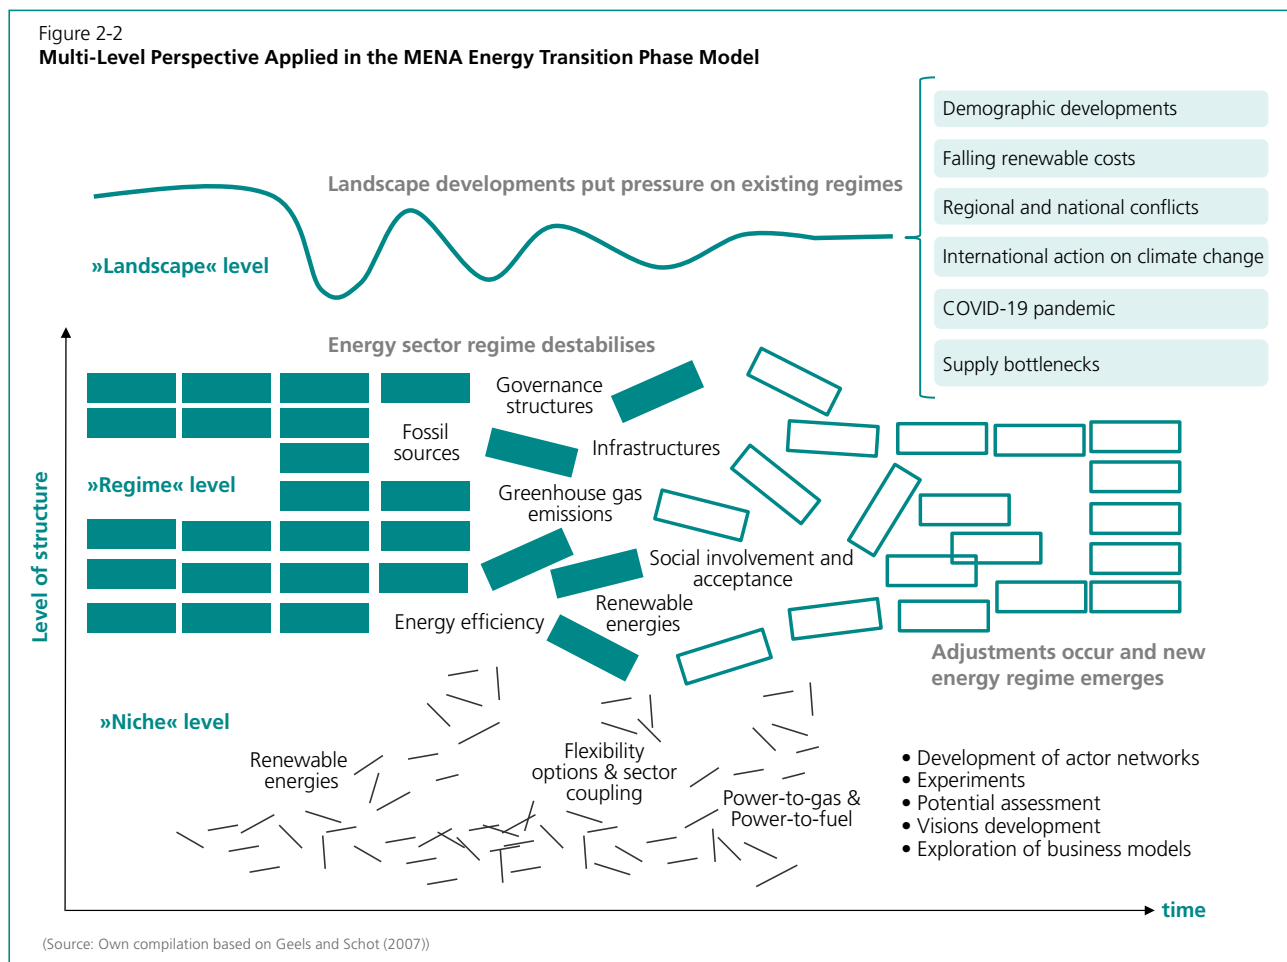 Figure 2-2
Multi-Level Perspective Applied in the MENA Energy Transition Phase Model
Demographic developments
Falling renewable costs
Regional and national conflicts
International action on climate change
COVID-19 pandemic
Supply bottlenecks
Landscape developments put pressure on existing regimes
»Landscape« level
Energy sector regime destabilises
Governance
structures
Fossil
sources
Infrastructures
»Regime« level
Greenhouse gas
emissions
Social involvement and
acceptance
Renewable
energies
Energy efficiency
Level of structure
Adjustments occur and new
energy regime emerges
»Niche« level
Renewable
energies
Flexibility
options & sector
coupling
Power-to-gas &
Power-to-fuel
• Development of actor networks
• Experiments
• Potential assessment
• Visions development
• Exploration of business models
time
(Source: Own compilation based on Geels and Schot (2007))